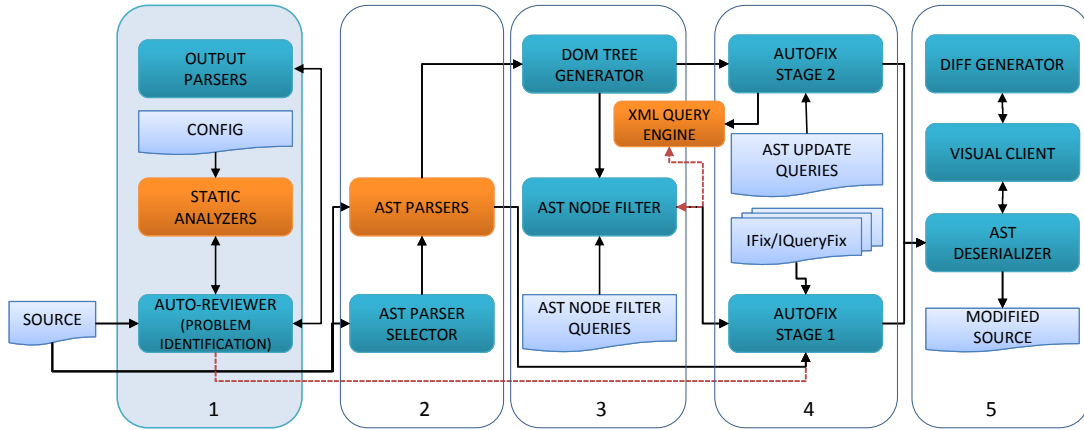 SOURCE
OUTPUT
PARSERS
CONFIG
STATIC
ANALYZERS
AUTO-REVIEWER
(PROBLEM
IDENTIFICATION)
1
AST PARSERS
AST PARSER
SELECTOR
2
DOM TREE
GENERATOR
XML QUERY
ENGINE
AST NODE FILTER
AST NODE FILTER
QUERIES
3
AUTOFIX
STAGE 2
AST UPDATE
QUERIES
IFix/IQueryFix
AUTOFIX
STAGE 1
4
DIFF GENERATOR
VISUAL CLIENT
AST
DESERIALIZER
MODIFIED
SOURCE
5